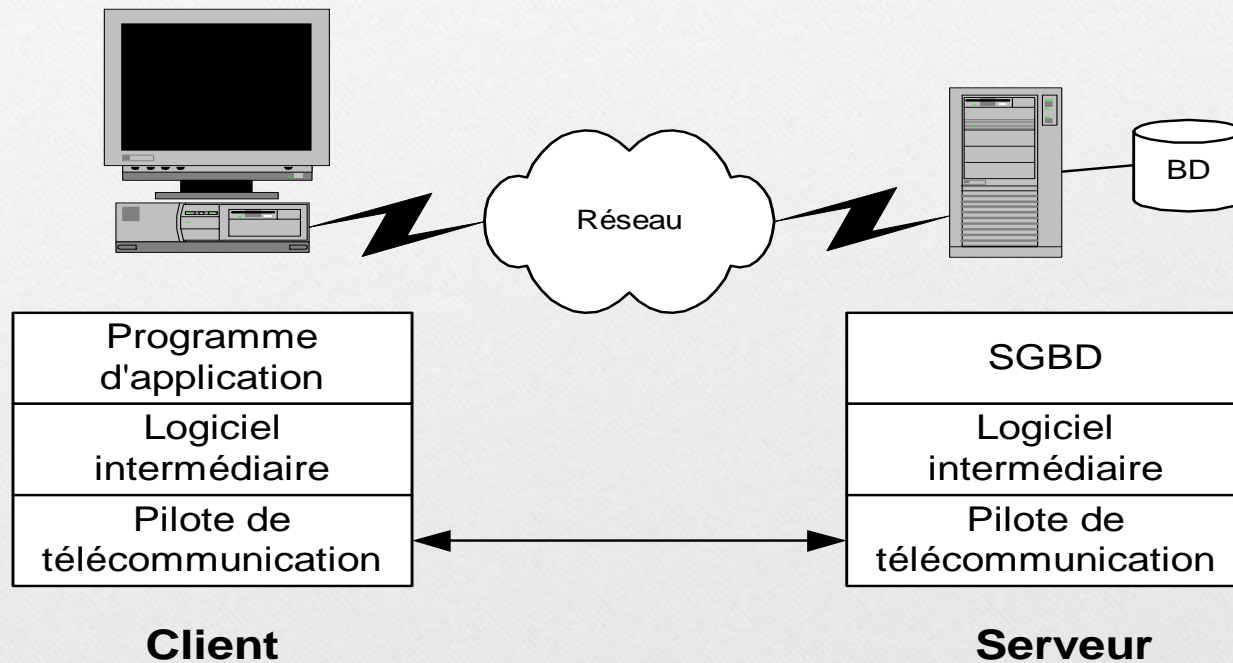 Réseau
BD
Programme
d'application
Logiciel
intermédiaire
Pilote de
télécommunication
Client
SGBD
Logiciel
intermédiaire
Pilote de
télécommunication
Serveur